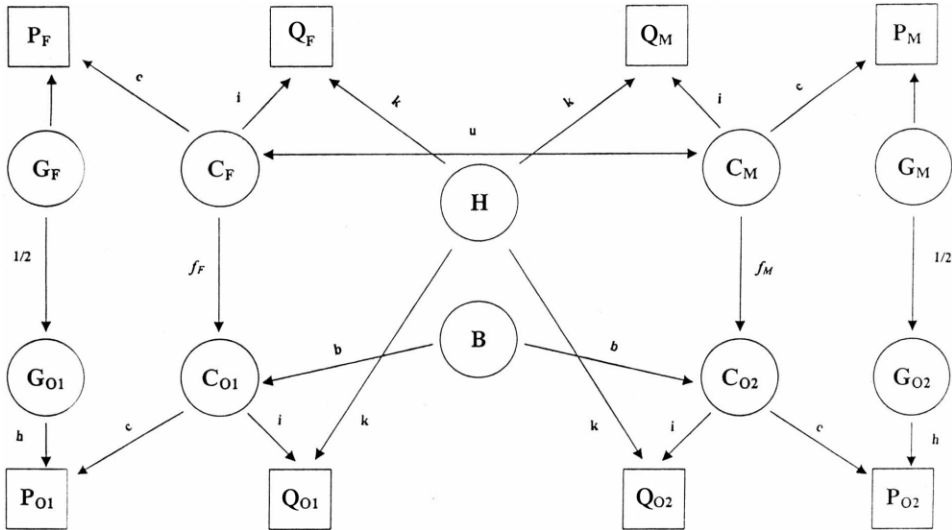 P_F Q_F Q_M P_M
c i k k i c
u
G_F C_F H C_M G_M
1/2 f_F f_M 1/2
B
b b
G_O1 C_O1 C_O2 G_O2
h c i k k i c h
P_O1 Q_O1 Q_O2 P_O2